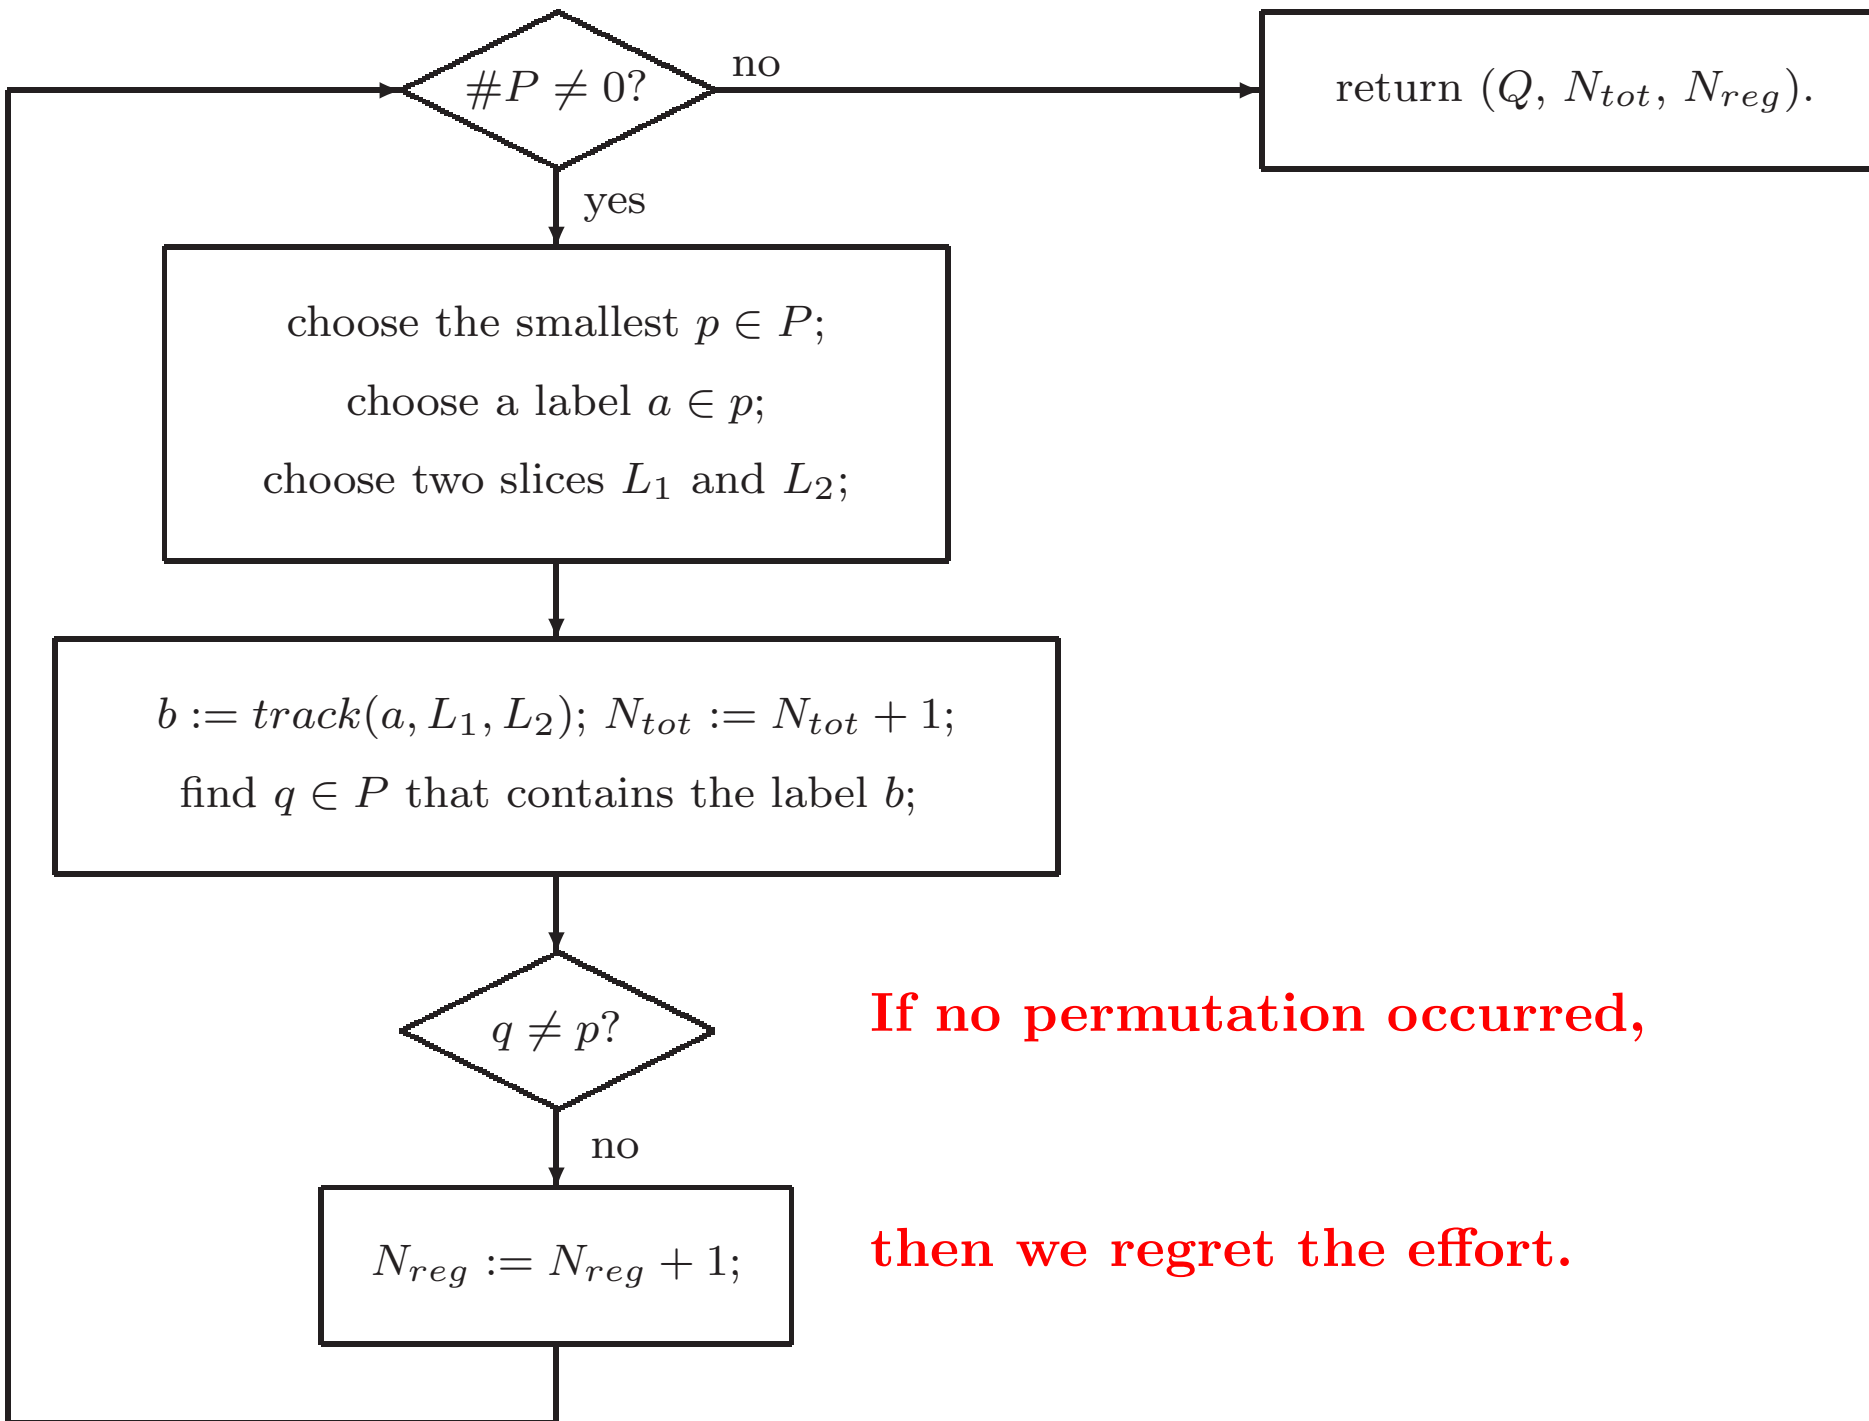 #P ≠ 0?
no
return (Q, N_tot, N_reg).
yes
choose the smallest p ∈ P;
choose a label a ∈ p;
choose two slices L_1 and L_2;
b := track(a, L_1, L_2); N_tot := N_tot + 1;
find q ∈ P that contains the label b;
q ≠ p?
If no permutation occurred,
no
N_reg := N_reg + 1;
then we regret the effort.